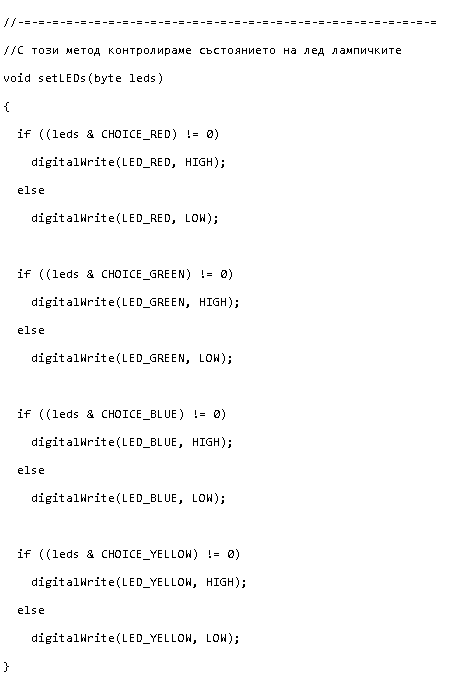 //-=-=-=-=-=-=-=-=-=-=-=-=-=-=-=-=-=-=-=-=-=-=-=-=-=-=-=-=-=
//С този метод контролираме състоянието на лед лампичките
void setLEDs(byte leds)
{
  if ((leds & CHOICE_RED) != 0)
    digitalWrite(LED_RED, HIGH);
  else
    digitalWrite(LED_RED, LOW);
  if ((leds & CHOICE_GREEN) != 0)
    digitalWrite(LED_GREEN, HIGH);
  else
    digitalWrite(LED_GREEN, LOW);
  if ((leds & CHOICE_BLUE) != 0)
    digitalWrite(LED_BLUE, HIGH);
  else
    digitalWrite(LED_BLUE, LOW);
  if ((leds & CHOICE_YELLOW) != 0)
    digitalWrite(LED_YELLOW, HIGH);
  else
    digitalWrite(LED_YELLOW, LOW);
}